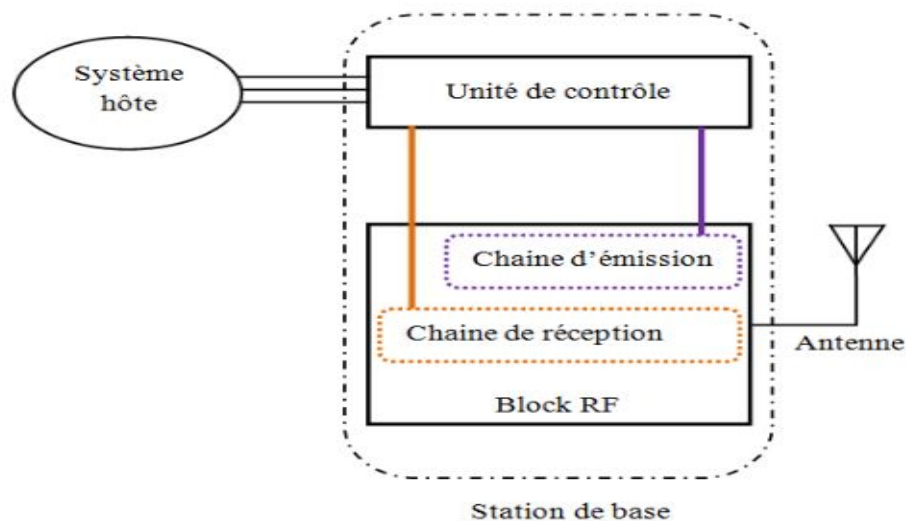 Système
hôte
Unité de contrôle
Chaine d'émission
Chaine de réception
Antenne
Block RF
Station de base